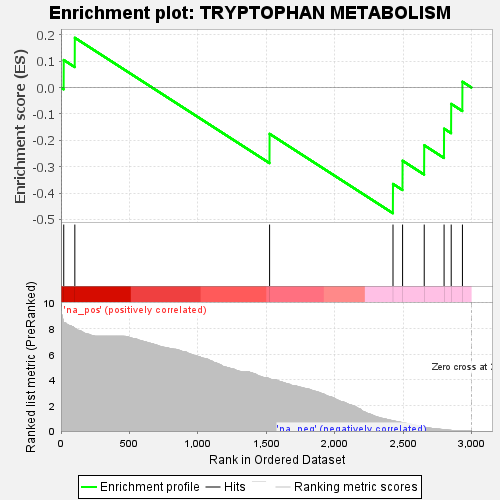 Enrichment plot: TRYPTOPHAN METABOLISM
Enrichment score (ES)
0.2
0.1
0.0
-0.1
-0.2
-0.3
-0.4
-0.5
'na_pos' (positively correlated)
Ranked list metric (PreRanked)
10
8
6
4
2
0
Zero cross at
'na_neg' (negatively correlated)
0
500
1,000
1,500
2,000
2,500
3,000
Rank in Ordered Dataset
Enrichment profile
Hits
Ranking metric scores